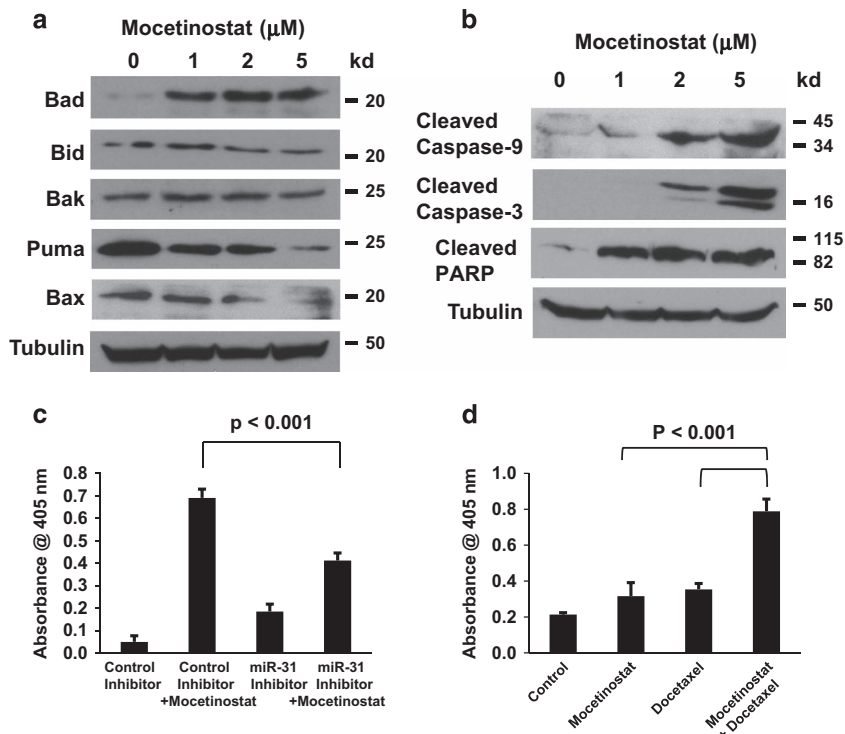 a
Mocetinostat (μM)
0 1 2 5 kd
Bad
20
Bid
20
Bak
25
Puma
25
Bax
20
Tubulin
50
b
Mocetinostat (μM)
0 1 2 5 kd
Cleaved
Caspase-9
45
34
Cleaved
Caspase-3
16
Cleaved
PARP
115
82
Tubulin
50
c
p < 0.001
Absorbance @ 405 nm
0.8
0.7
0.6
0.5
0.4
0.3
0.2
0.1
0.0
Control
Inhibitor
Control
Inhibitor
+Mocetinostat
miR-31
Inhibitor
miR-31
Inhibitor
+Mocetinostat
d
P < 0.001
Absorbance @ 405 nm
1.0
0.8
0.6
0.4
0.2
0.0
Control
Mocetinostat
Docetaxel
Mocetinostat
+ Docetaxel